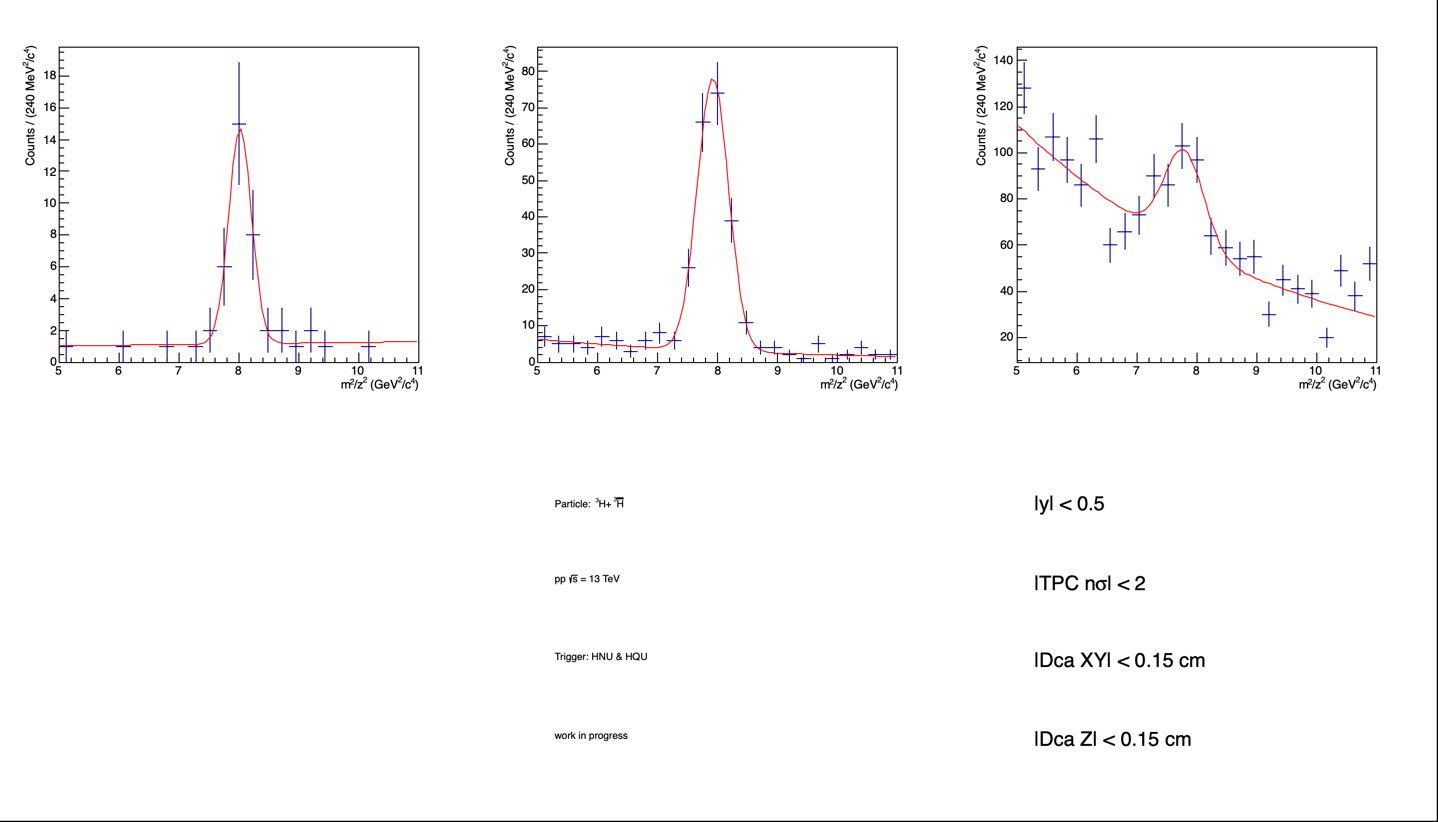 Counts / (240 MeV²/c⁴)
18
16
14
12
10
8
6
4
2
0
5 6 7 8 9 10 11
m²/z² (GeV²/c⁴)
Counts / (240 MeV²/c⁴)
80
70
60
50
40
30
20
10
0
5 6 7 8 9 10 11
m²/z² (GeV²/c⁴)
Counts / (240 MeV²/c⁴)
140
120
100
80
60
40
20
5 6 7 8 9 10 11
m²/z² (GeV²/c⁴)
Particle: ³H+ ³H̅
|y| < 0.5
pp √s = 13 TeV
|TPC nσ| < 2
Trigger: HNU & HQU
|Dca XY| < 0.15 cm
work in progress
|Dca Z| < 0.15 cm